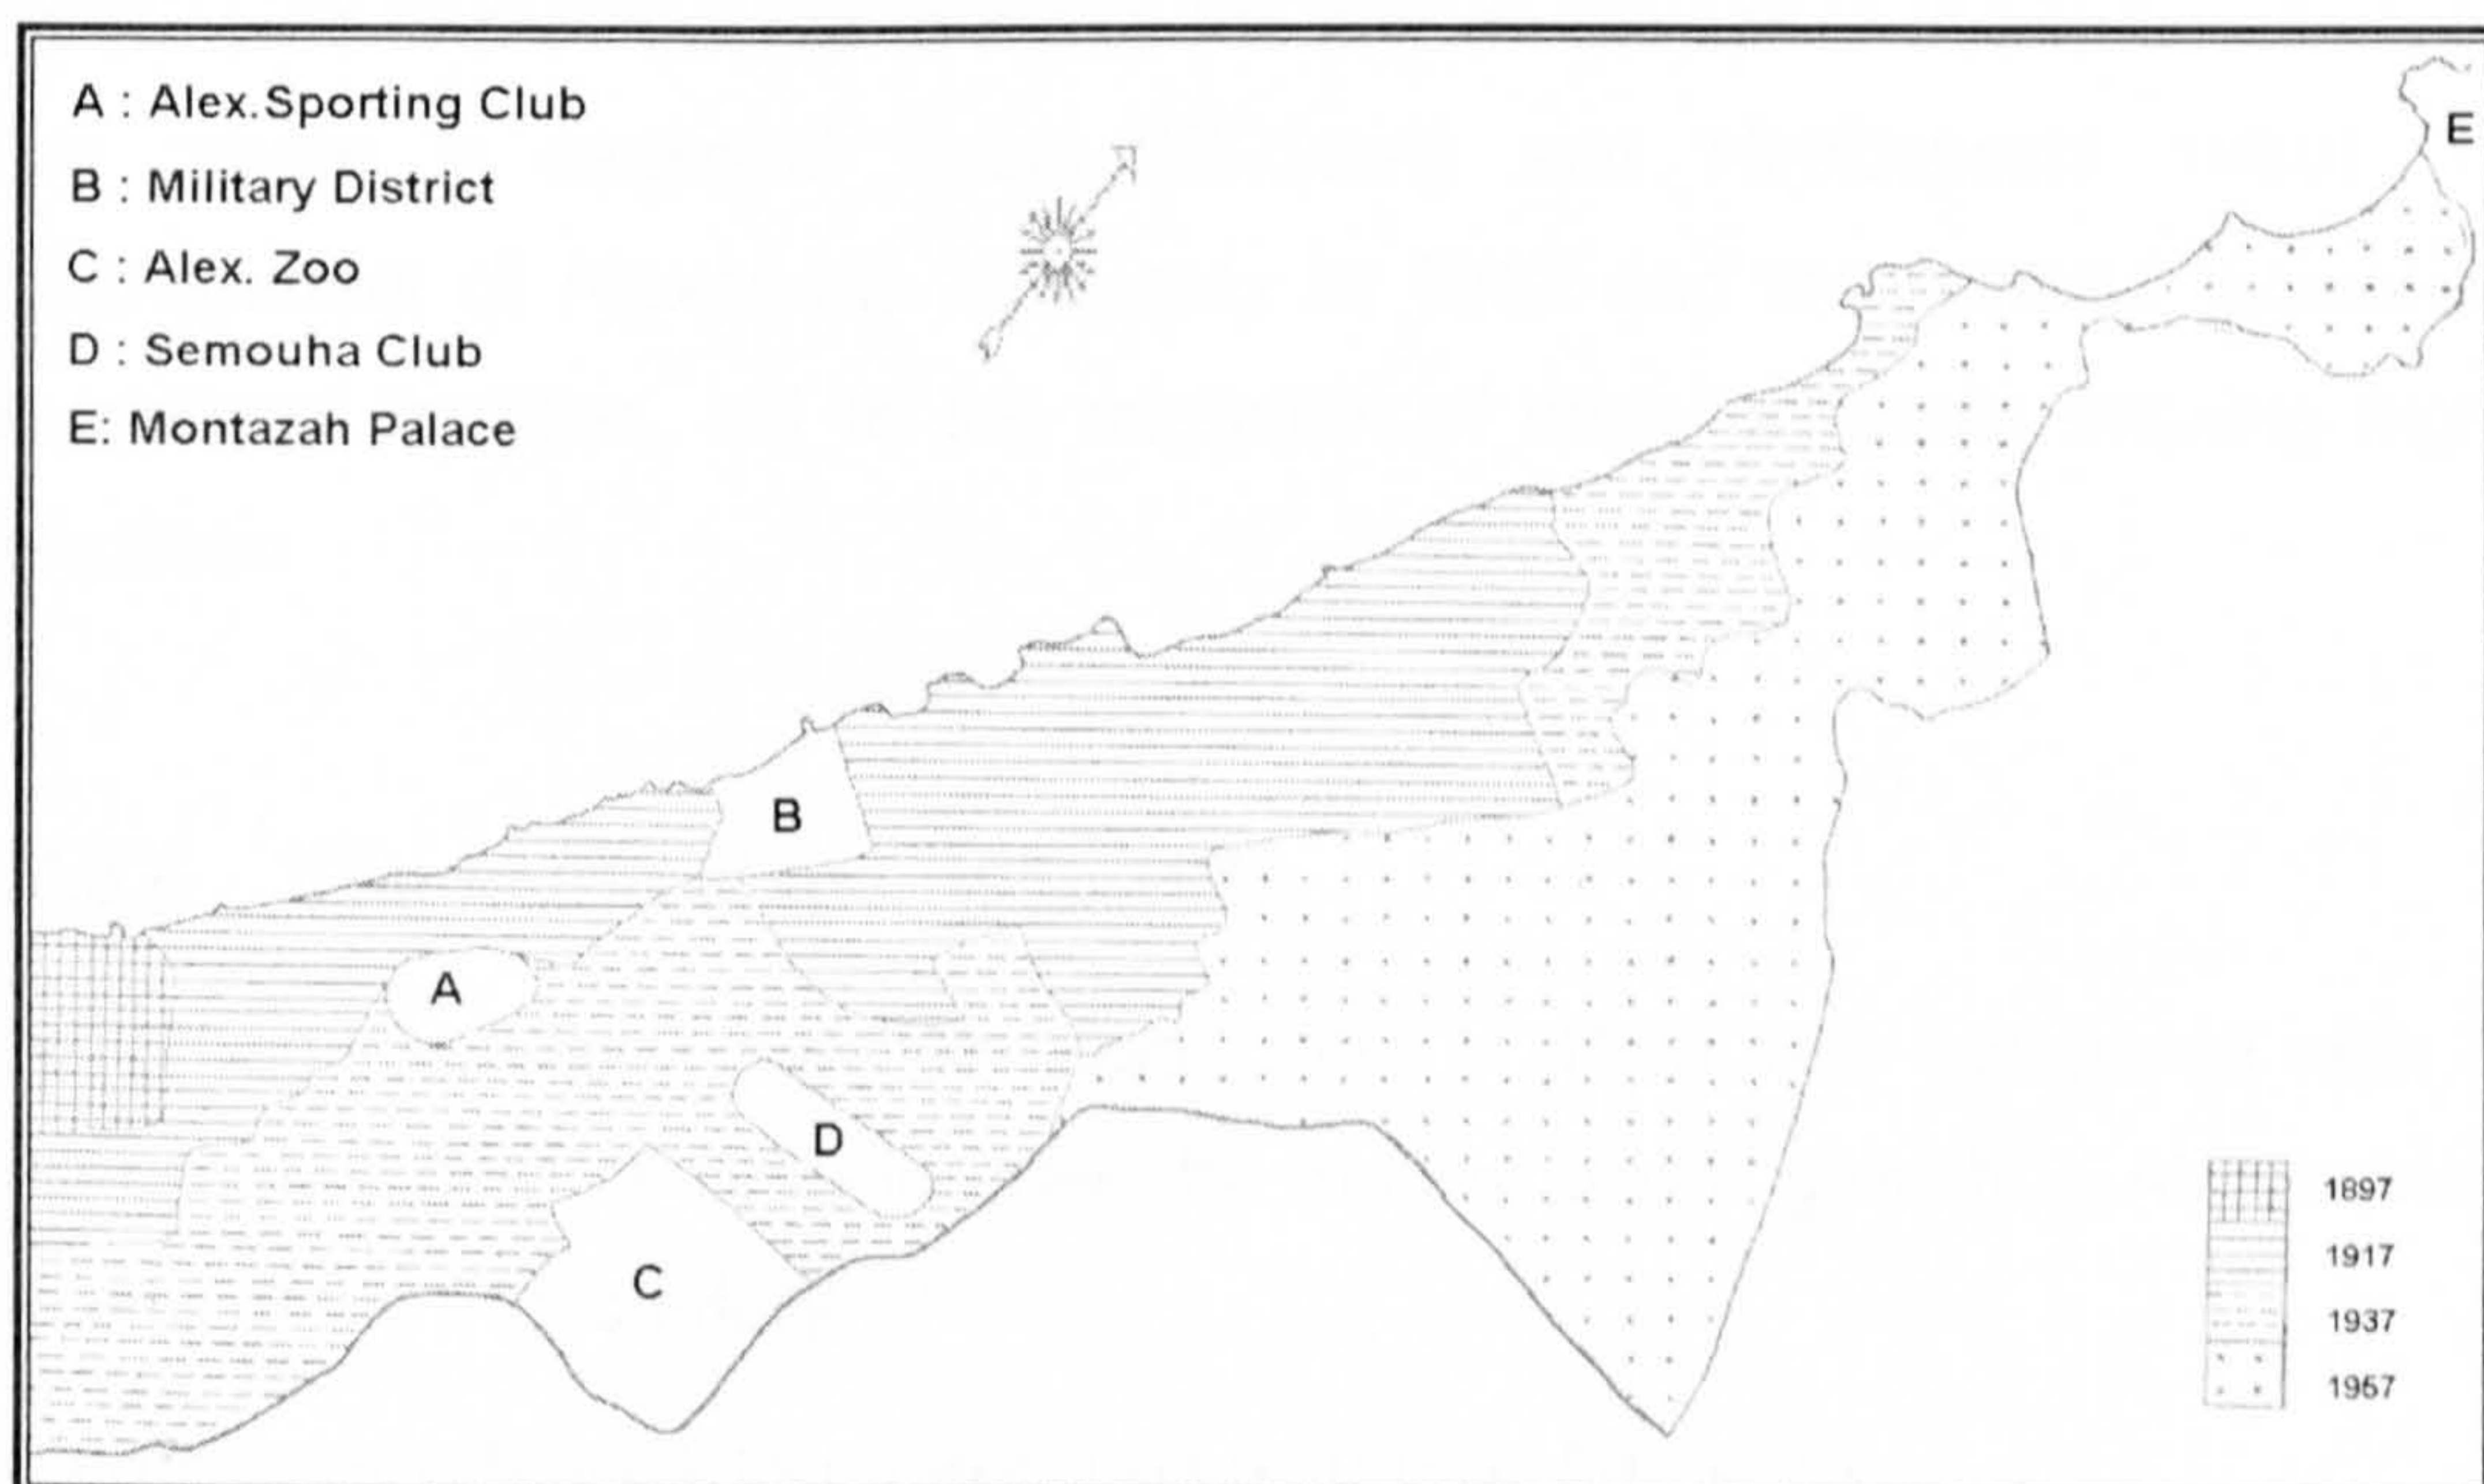 A : Alex.Sporting Club
B : Military District
C : Alex. Zoo
D : Semouha Club
E: Montazah Palace
E
B
A
D
C
1897
1917
1937
1957